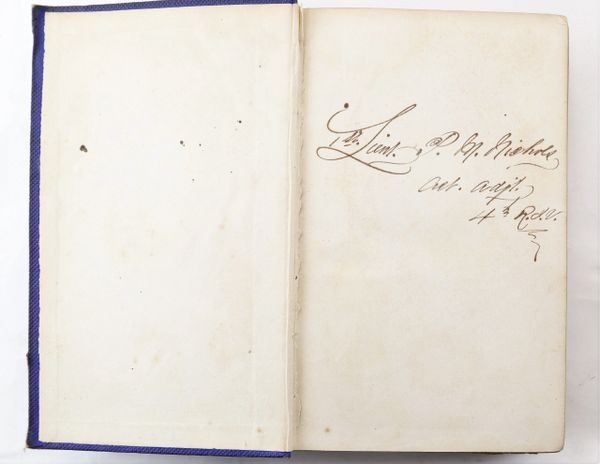 1st. Lieut. P. M. Nichols
act. adjt.
4th R.I.V.